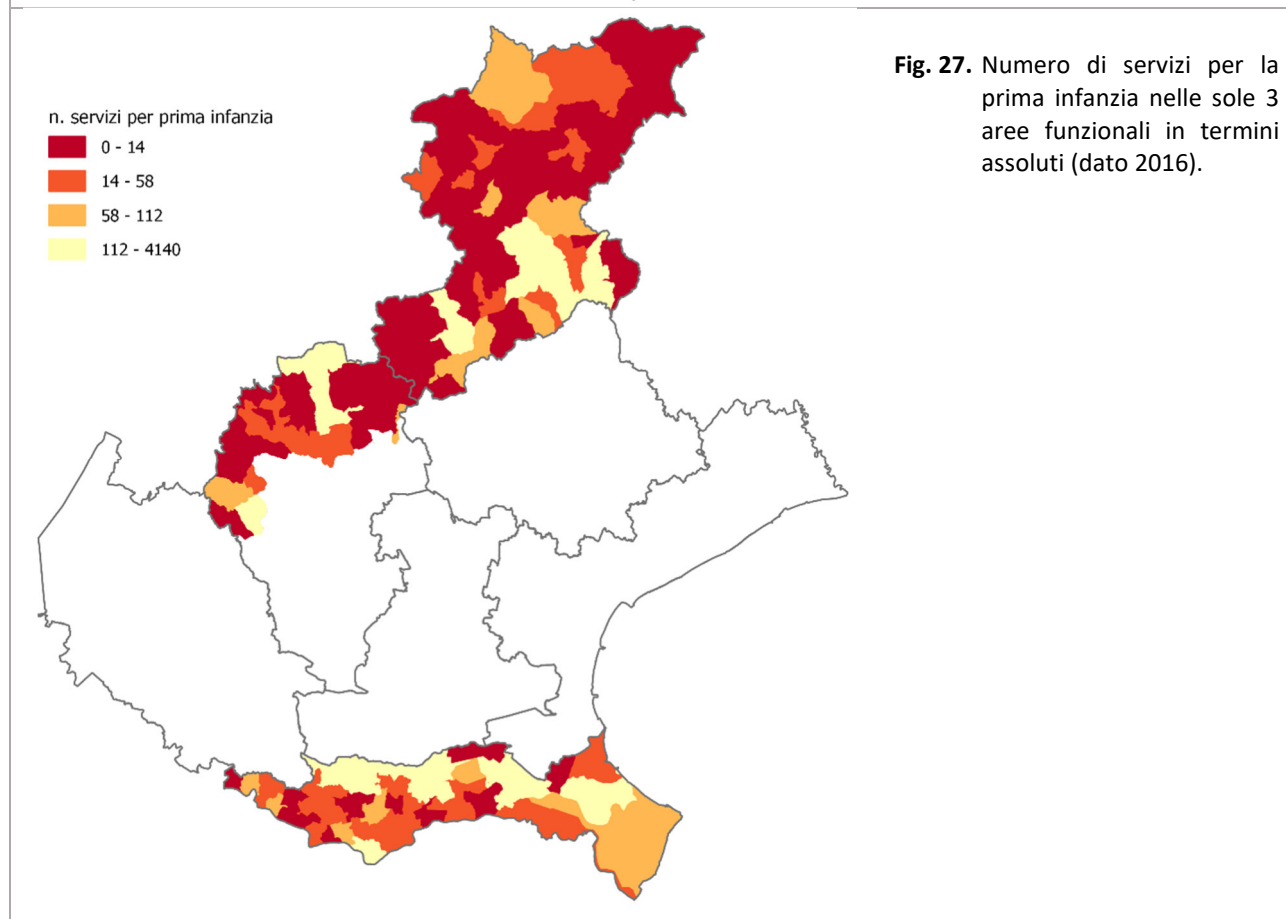 Fig. 27. Numero di servizi per la
prima infanzia nelle sole 3
aree funzionali in termini
assoluti (dato 2016).
n. servizi per prima infanzia
0 - 14
14 - 58
58 - 112
112 - 4140